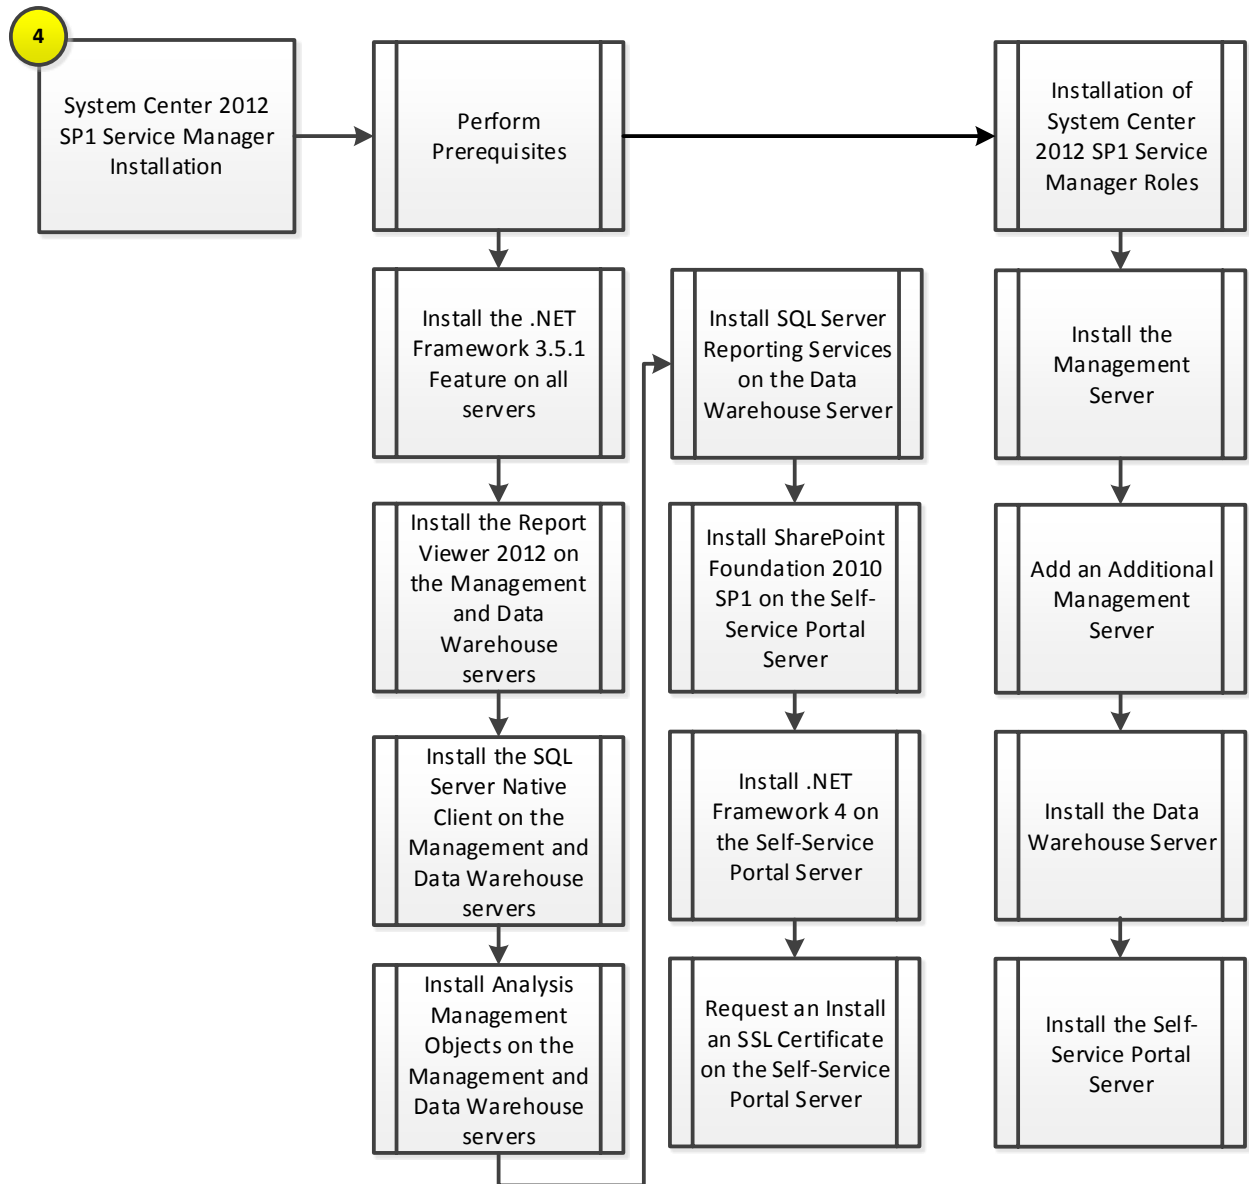 4
System Center 2012
SP1 Service Manager
Installation
Perform
Prerequisites
Installation of
System Center
2012 SP1 Service
Manager Roles
Install the .NET
Framework 3.5.1
Feature on all
servers
Install the Report
Viewer 2012 on
the Management
and Data
Warehouse
servers
Install the SQL
Server Native
Client on the
Management and
Data Warehouse
servers
Install Analysis
Management
Objects on the
Management and
Data Warehouse
servers
Install SQL Server
Reporting Services
on the Data
Warehouse Server
Install SharePoint
Foundation 2010
SP1 on the Self-
Service Portal
Server
Install .NET
Framework 4 on
the Self-Service
Portal Server
Request an Install
an SSL Certificate
on the Self-Service
Portal Server
Install the
Management
Server
Add an Additional
Management
Server
Install the Data
Warehouse Server
Install the Self-
Service Portal
Server